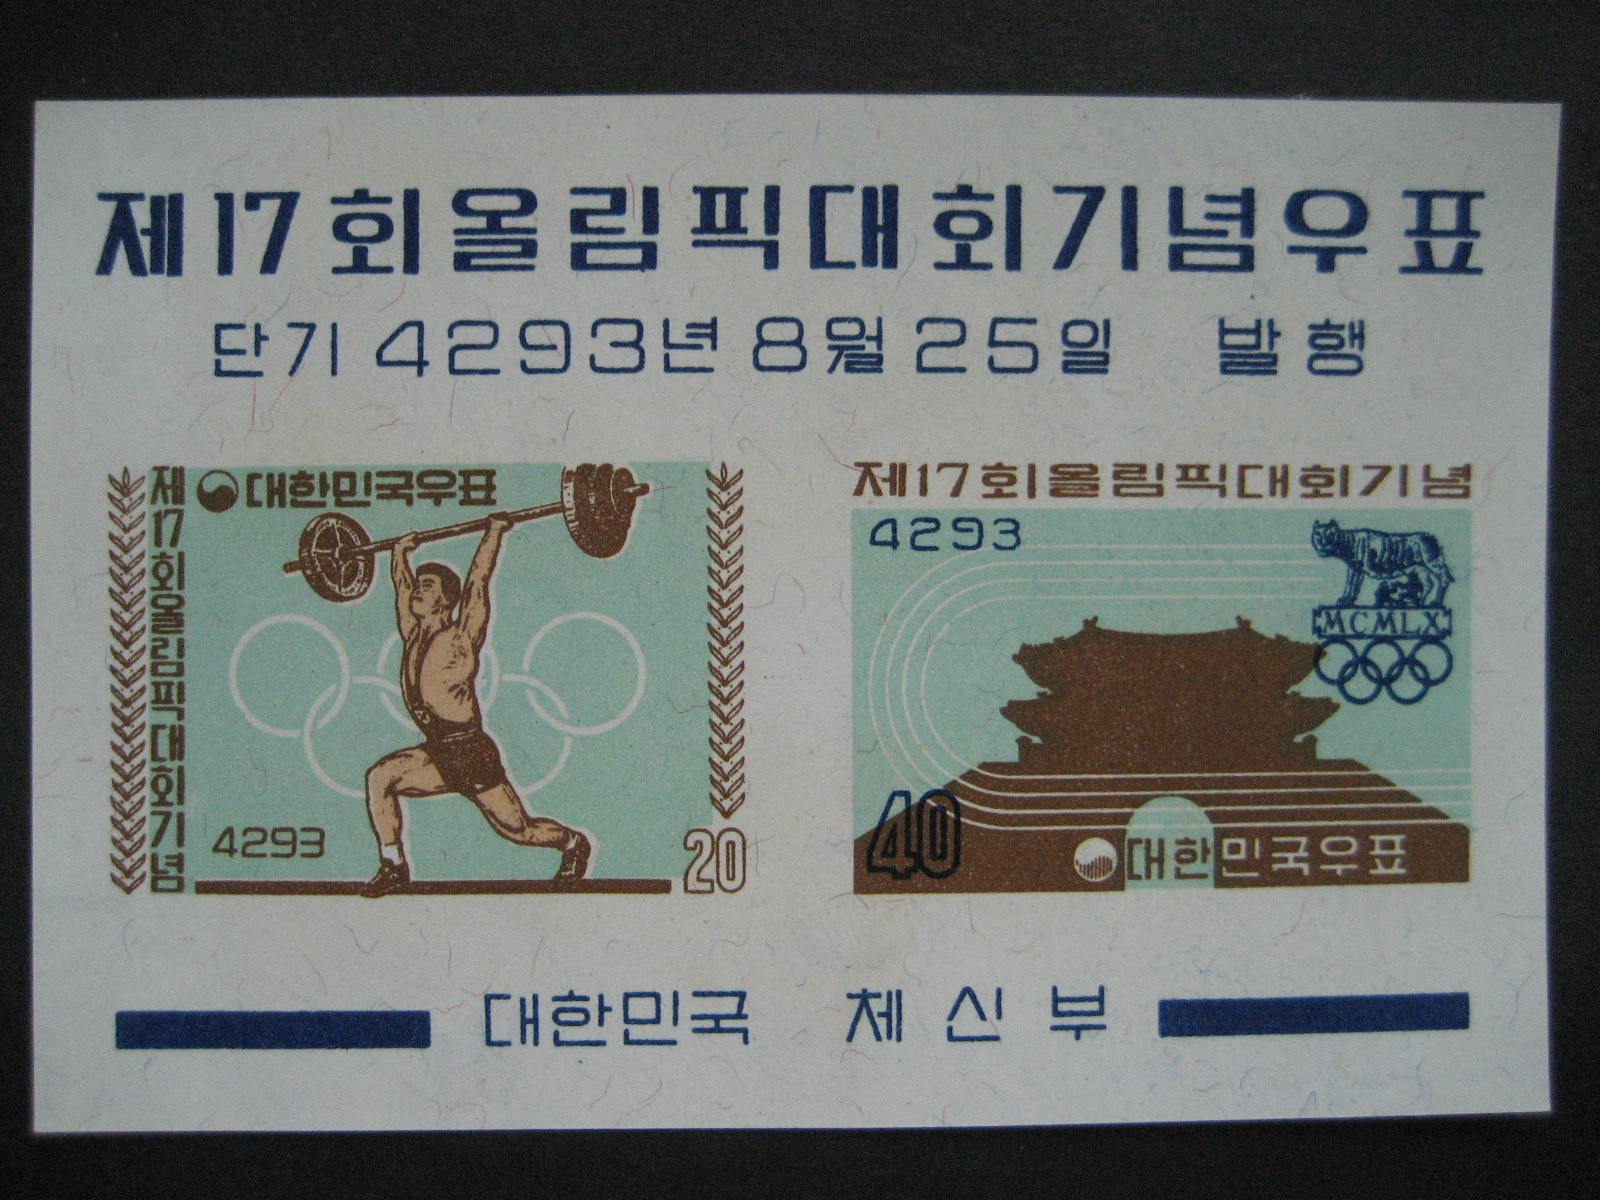 제17회올림픽대회기념우표
단기 4293년 8월 25일 발행
제17회올림픽대회기념
대한민국우표
4293
20
제17회올림픽대회기념
4293
MCMLX
40
대한민국우표
대한민국 체신부